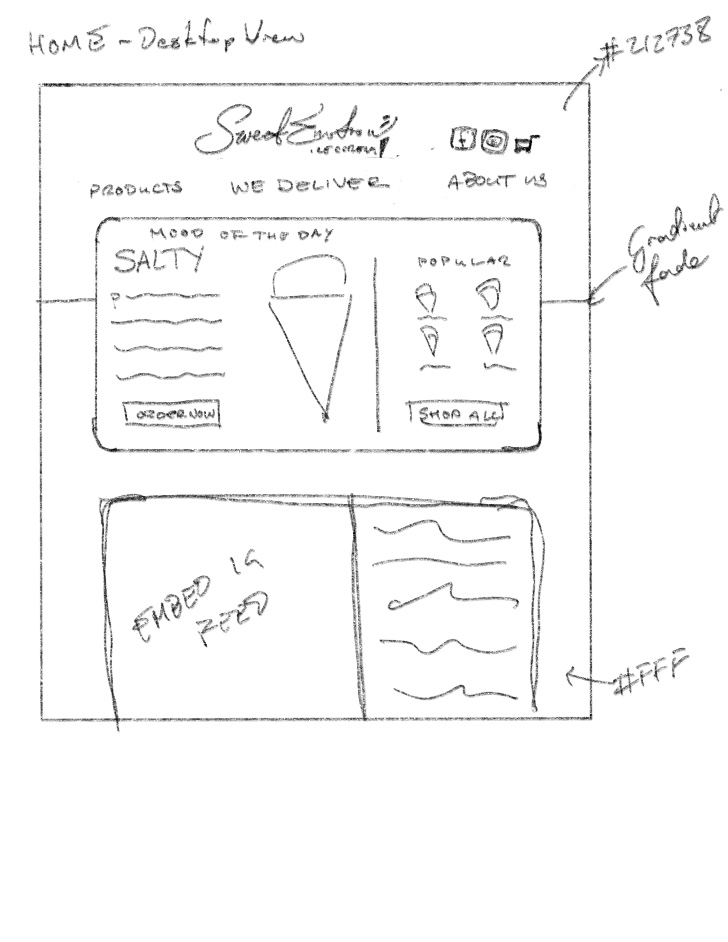 HOME - Desktop View
#212738
Sweet Emotions
ICE CREAM
f
PRODUCTS WE DELIVER ABOUT US
Gradient
fade
MOOD OF THE DAY
SALTY
POPULAR
P
ORDER NOW
SHOP ALL
EMBED IG
FEED
#FFF